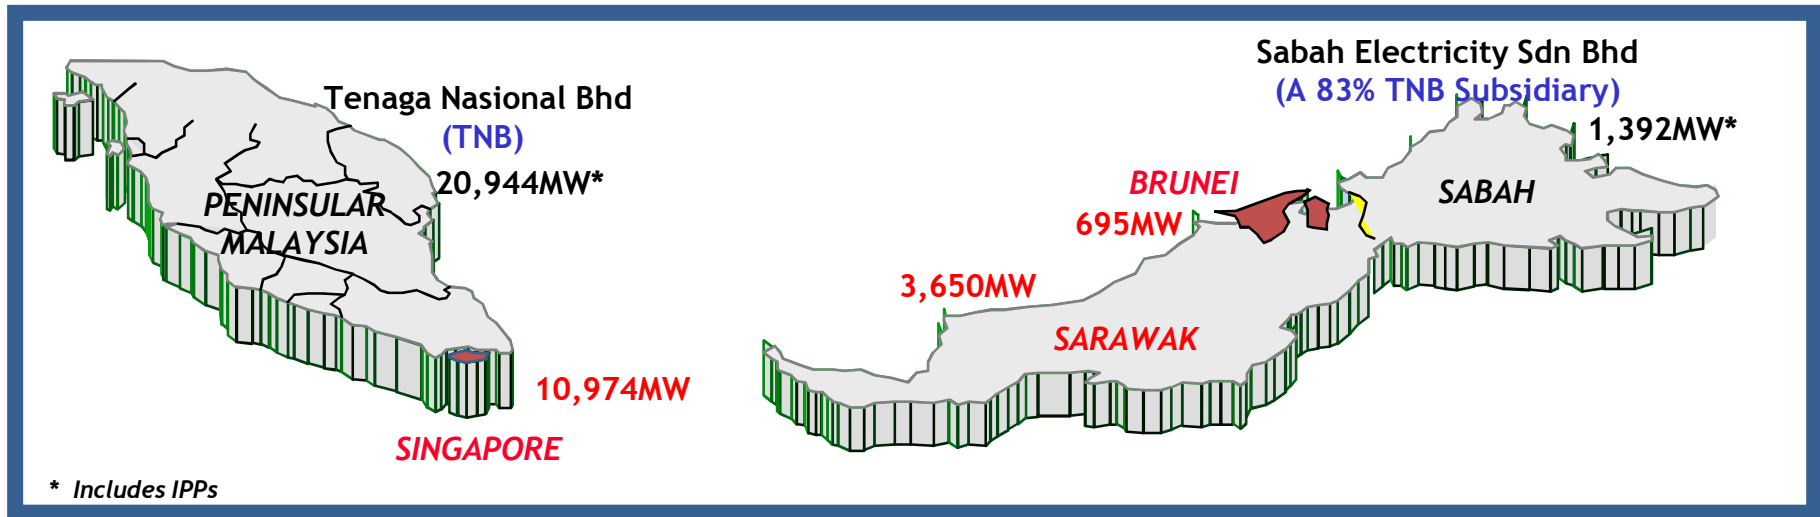 Tenaga Nasional Bhd
(TNB)
20,944MW*
PENINSULAR
MALAYSIA
10,974MW
SINGAPORE
* Includes IPPs
Sabah Electricity Sdn Bhd
(A 83% TNB Subsidiary)
1,392MW*
SABAH
BRUNEI
695MW
3,650MW
SARAWAK